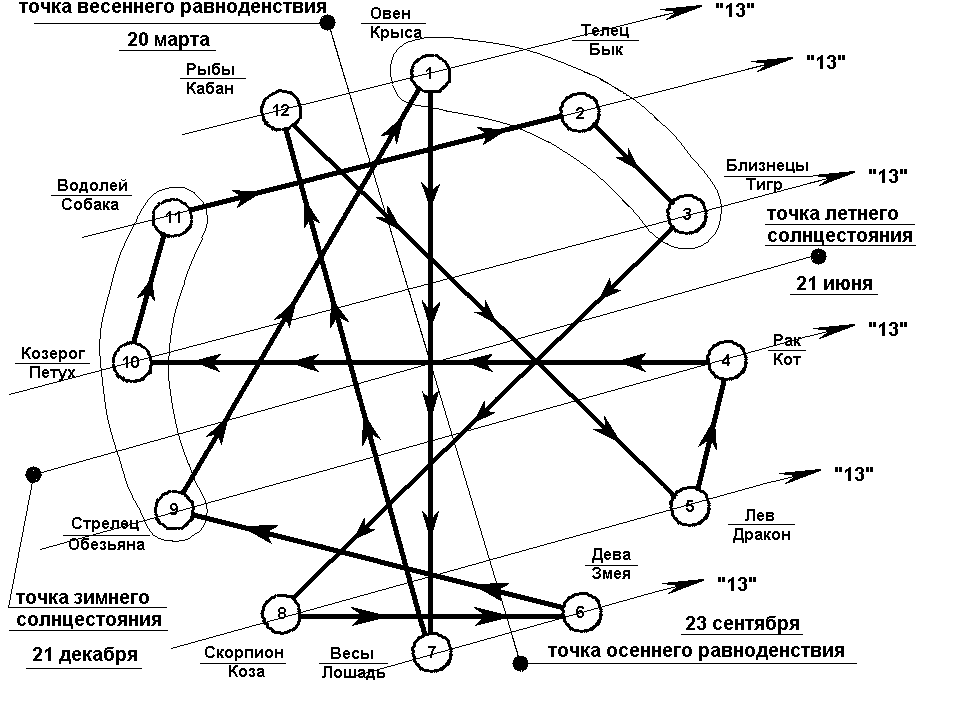 точка весеннего равноденствия
20 марта
Овен
Крыса
"13"
Телец
Бык
"13"
Рыбы
Кабан
1
12
2
Близнецы
Тигр
"13"
Водолей
Собака
11
3
точка летнего
солнцестояния
21 июня
"13"
Козерог
Петух
10
4
Рак
Кот
"13"
9
5
Стрелец
Обезьяна
Лев
Дракон
Дева
Змея
"13"
точка зимнего
солнцестояния
8
6
23 сентября
21 декабря
Скорпион
Коза
Весы
Лошадь
7
точка осеннего равноденствия